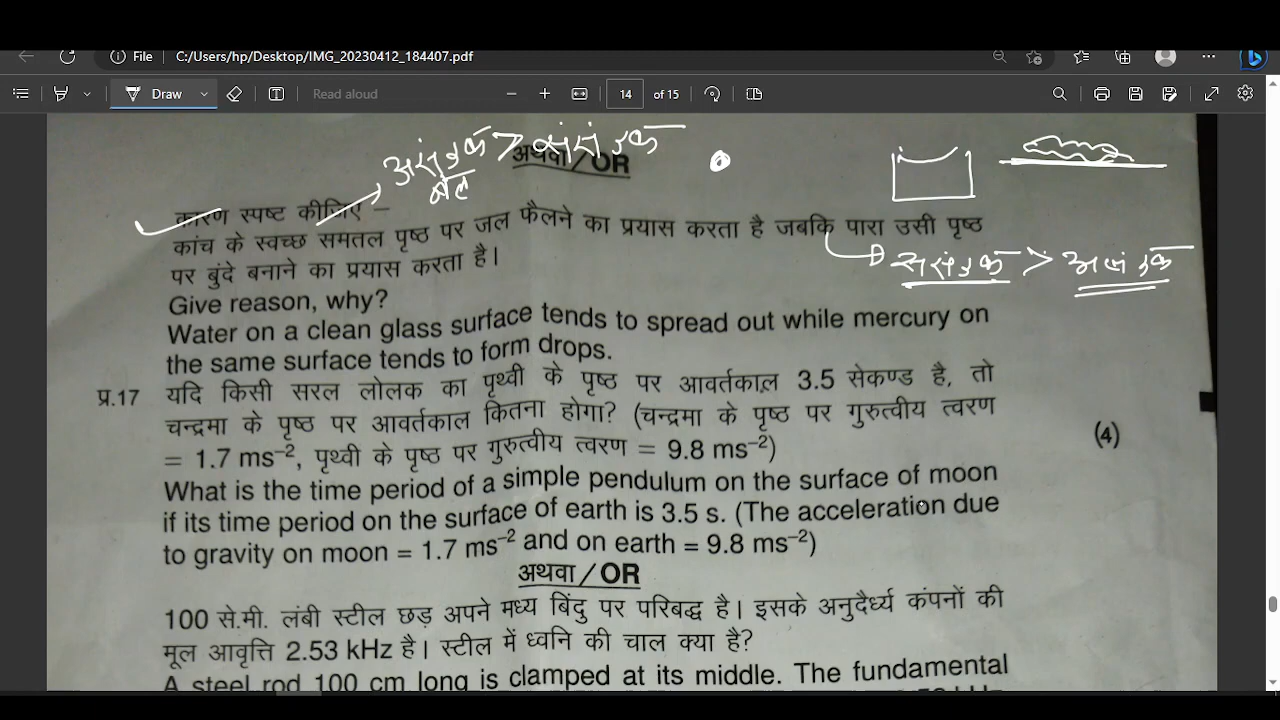 File C:/Users/hp/Desktop/IMG_20230412_184407.pdf
Draw Read aloud 14 of 15
अथवा/OR
बल
कारण स्पष्ट कीजिए –
कांच के स्वच्छ समतल पृष्ठ पर जल फैलने का प्रयास करता है जबकि पारा उसी पृष्ठ
पर बुंदे बनाने का प्रयास करता है।
Give reason, why?
Water on a clean glass surface tends to spread out while mercury on
the same surface tends to form drops.
प्र.17 यदि किसी सरल लोलक का पृथ्वी के पृष्ठ पर आवर्तकाल़ 3.5 सेकण्ड है, तो
चन्द्रमा के पृष्ठ पर आवर्तकाल कितना होगा? (चन्द्रमा के पृष्ठ पर गुरुत्वीय त्वरण
= 1.7 ms⁻², पृथ्वी के पृष्ठ पर गुरुत्वीय त्वरण = 9.8 ms⁻²) (4)
What is the time period of a simple pendulum on the surface of moon
if its time period on the surface of earth is 3.5 s. (The acceleration due
to gravity on moon = 1.7 ms⁻² and on earth = 9.8 ms⁻²)
अथवा/OR
100 से.मी. लंबी स्टील छड़ अपने मध्य बिंदु पर परिबद्ध है। इसके अनुदैर्ध्य कंपनों की
मूल आवृत्ति 2.53 kHz है। स्टील में ध्वनि की चाल क्या है?
A steel rod 100 cm long is clamped at its middle. The fundamental